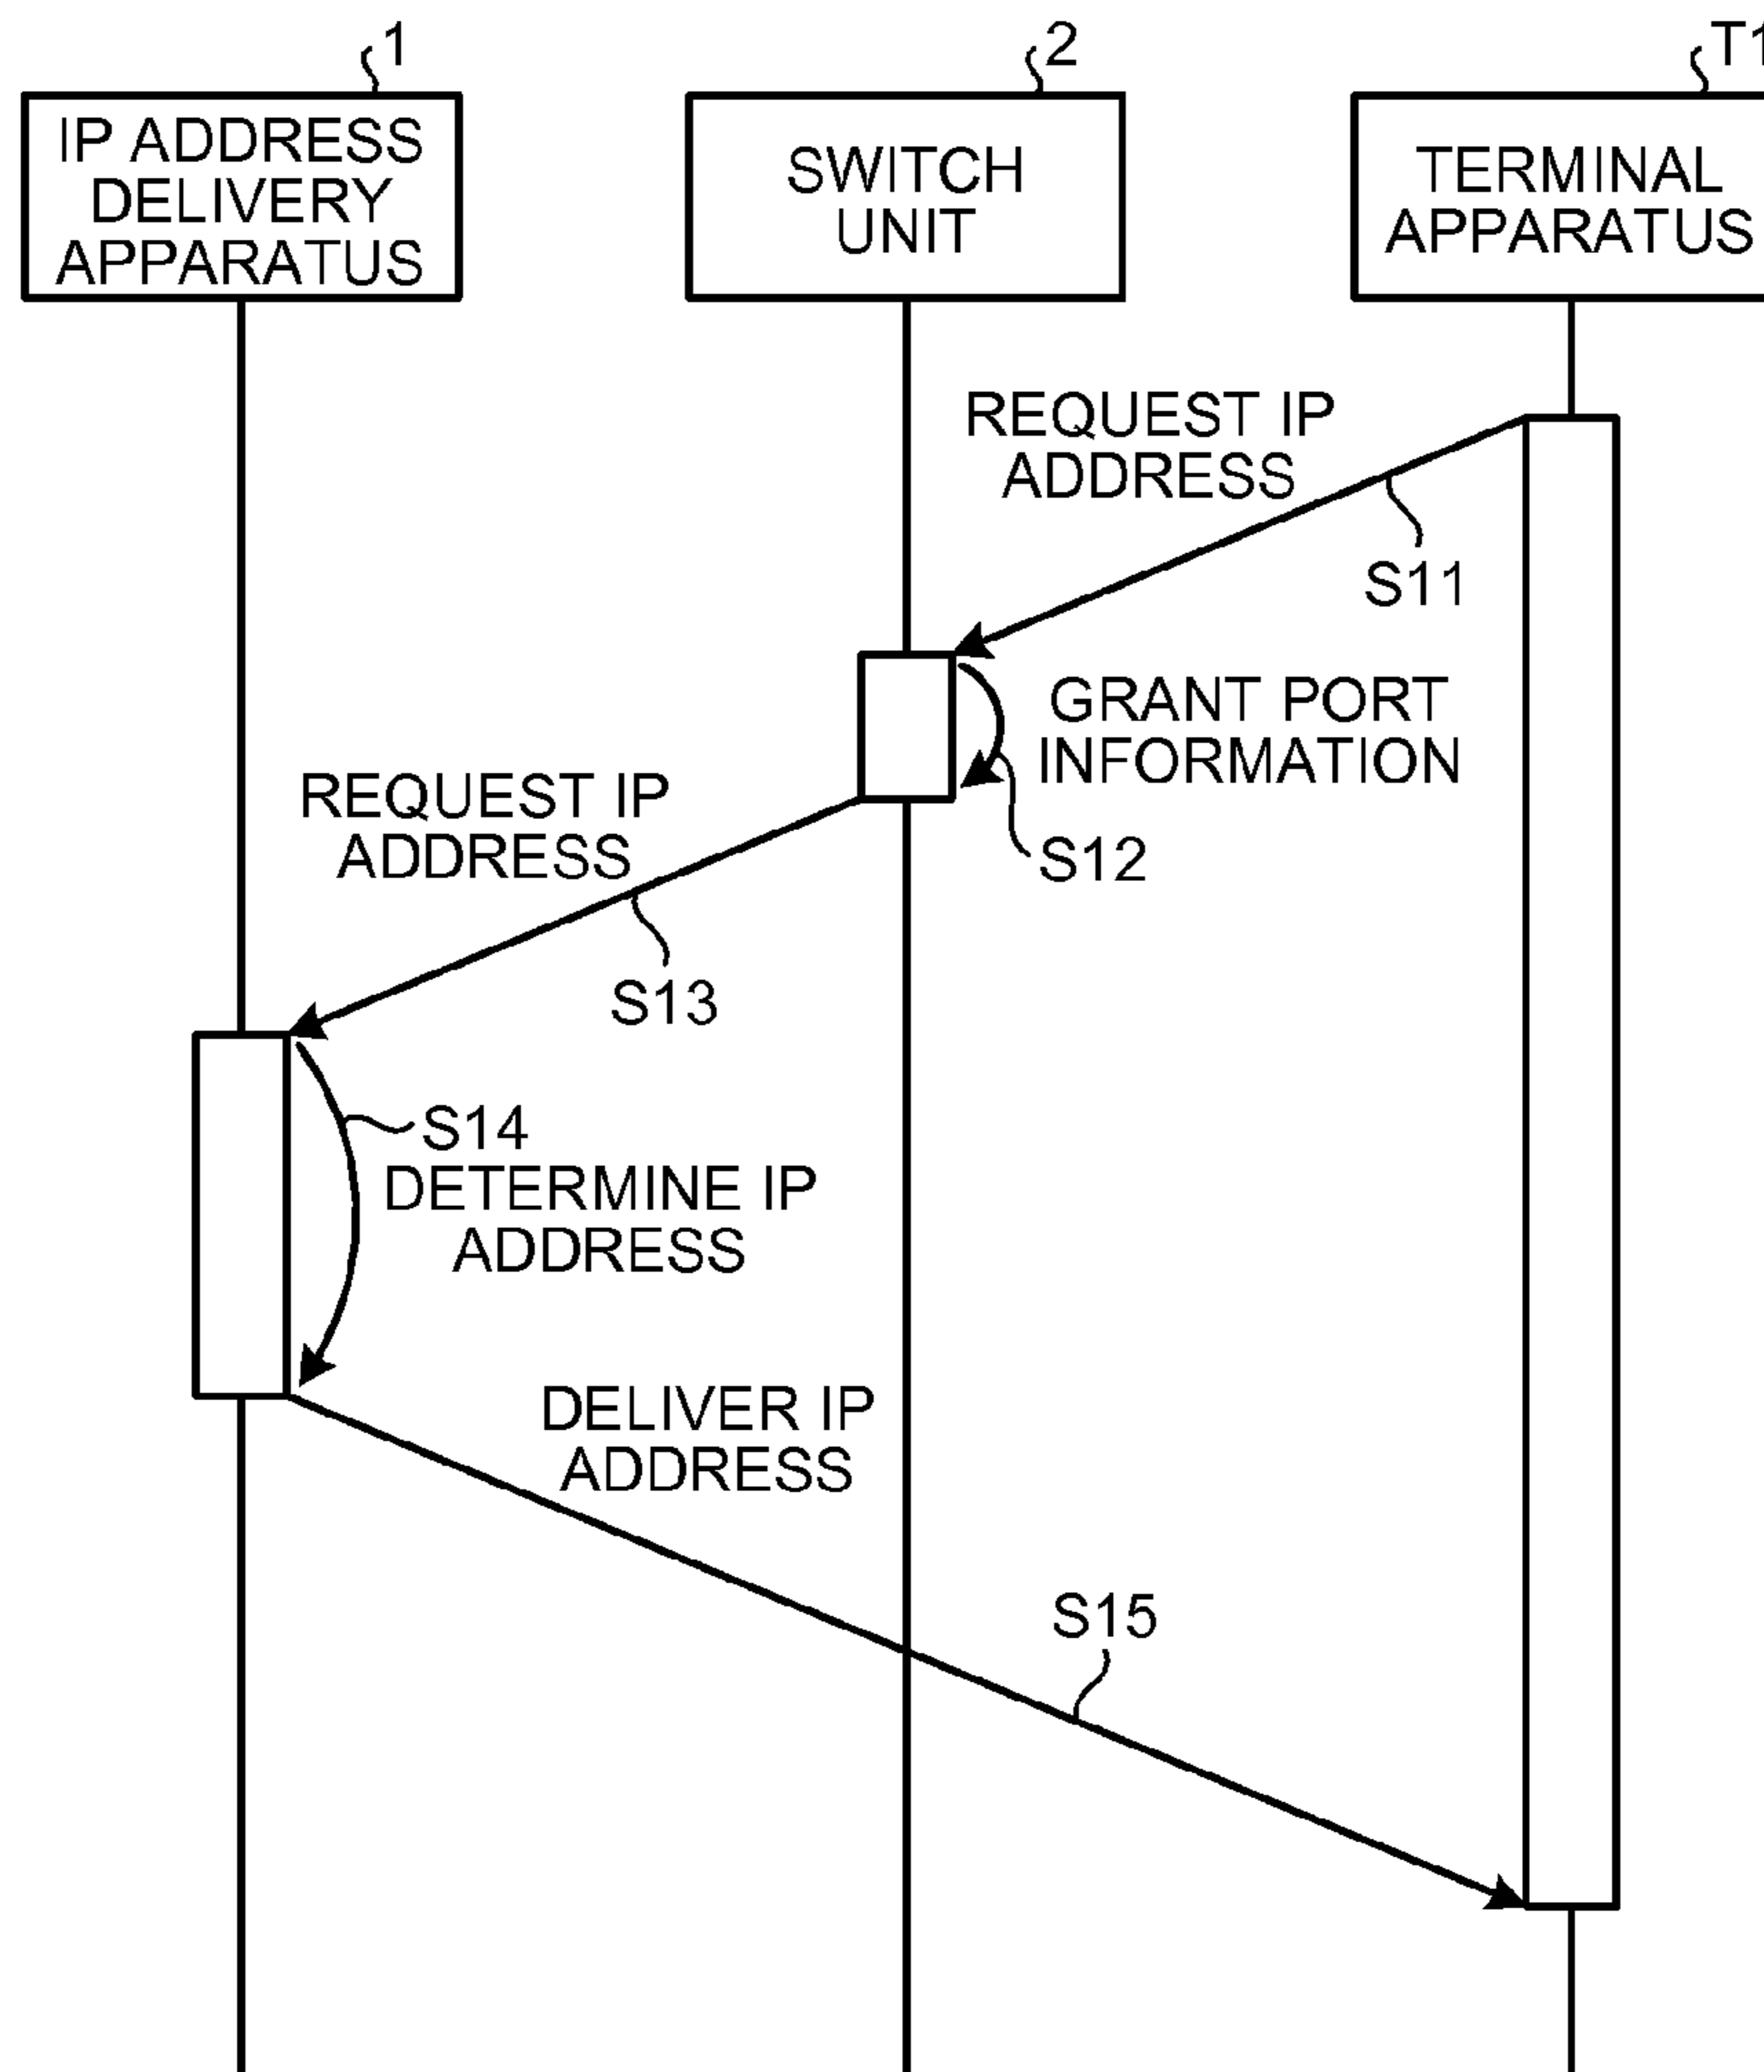 1
2
T1
IP ADDRESS
DELIVERY
APPARATUS
SWITCH
UNIT
TERMINAL
APPARATUS
REQUEST IP
ADDRESS
S11
GRANT PORT
INFORMATION
S12
REQUEST IP
ADDRESS
S13
S14
DETERMINE IP
ADDRESS
DELIVER IP
ADDRESS
S15